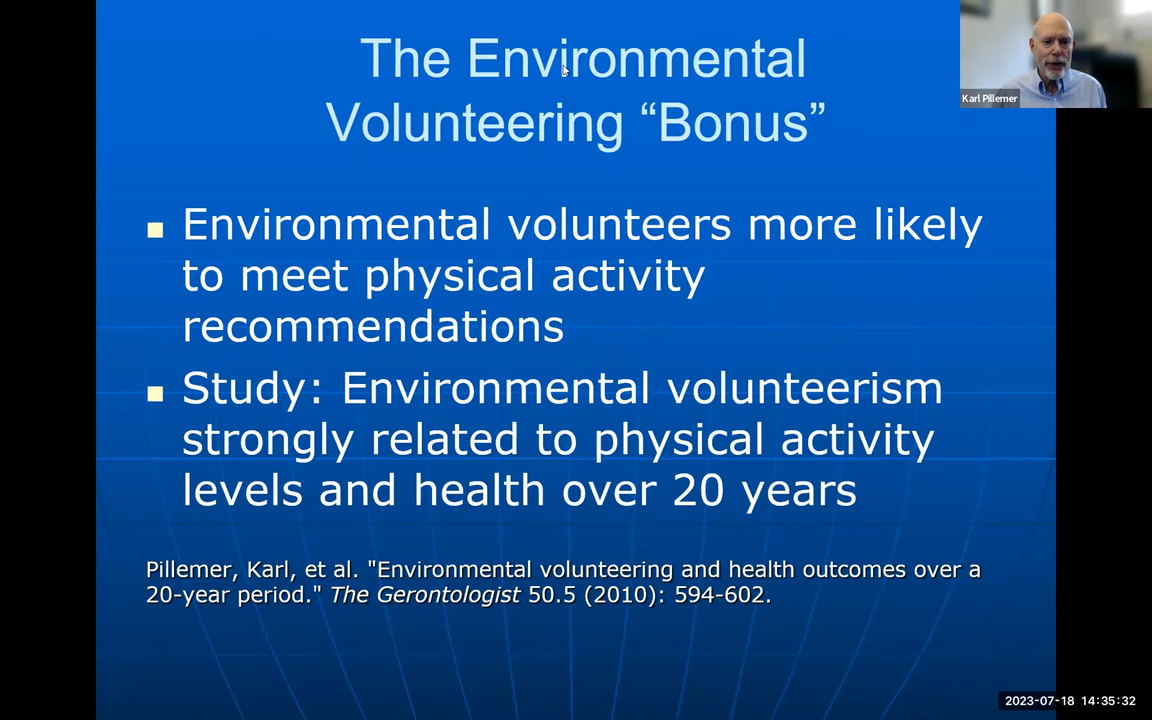 The Environmental
Volunteering “Bonus”
Karl Pillemer
Environmental volunteers more likely
to meet physical activity
recommendations
Study: Environmental volunteerism
strongly related to physical activity
levels and health over 20 years
Pillemer, Karl, et al. "Environmental volunteering and health outcomes over a
20-year period." The Gerontologist 50.5 (2010): 594-602.
2023-07-18 14:35:32